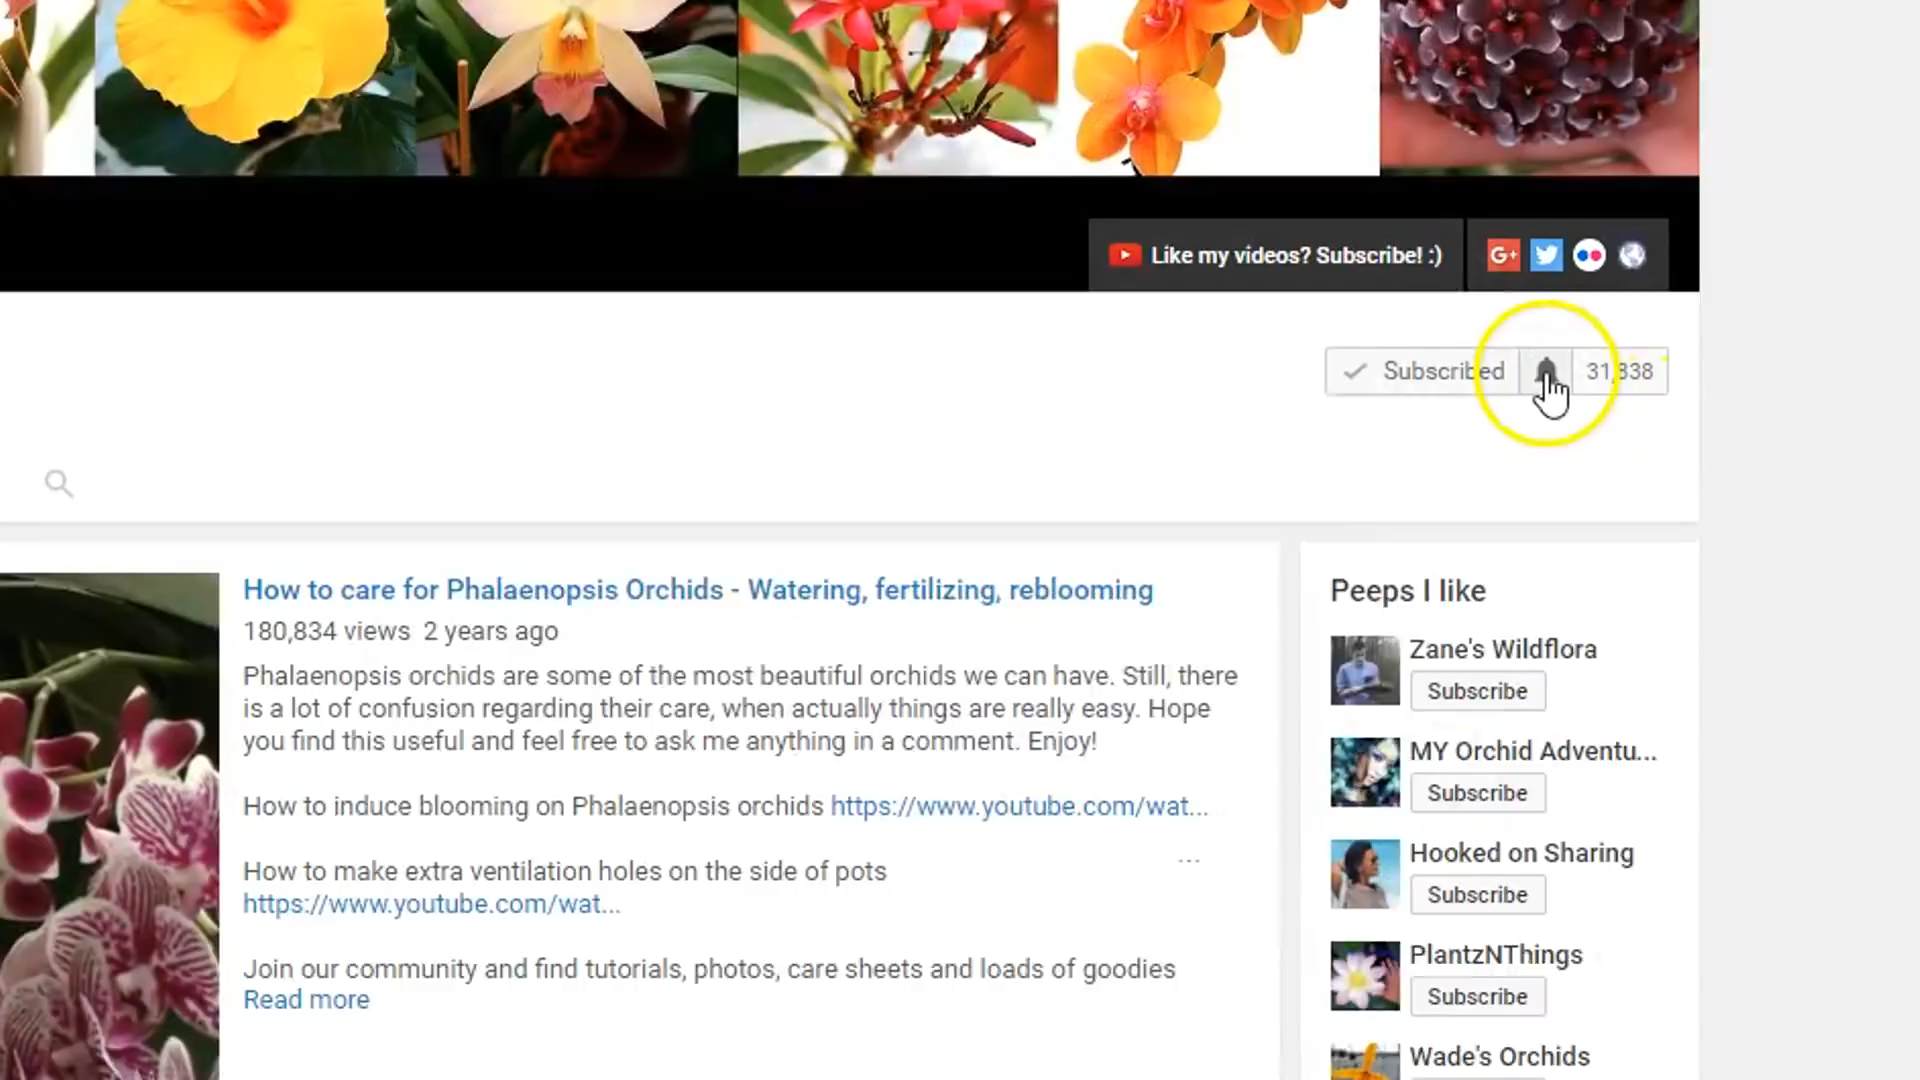 Like my videos? Subscribe! :)
G+
Subscribed
31,838
How to care for Phalaenopsis Orchids - Watering, fertilizing, reblooming
180,834 views 2 years ago
Phalaenopsis orchids are some of the most beautiful orchids we can have. Still, there
is a lot of confusion regarding their care, when actually things are really easy. Hope
you find this useful and feel free to ask me anything in a comment. Enjoy!
How to induce blooming on Phalaenopsis orchids https://www.youtube.com/wat...
How to make extra ventilation holes on the side of pots
https://www.youtube.com/wat...
...
Join our community and find tutorials, photos, care sheets and loads of goodies
Read more
Peeps I like
Zane's Wildflora
Subscribe
MY Orchid Adventu...
Subscribe
Hooked on Sharing
Subscribe
PlantzNThings
Subscribe
Wade's Orchids